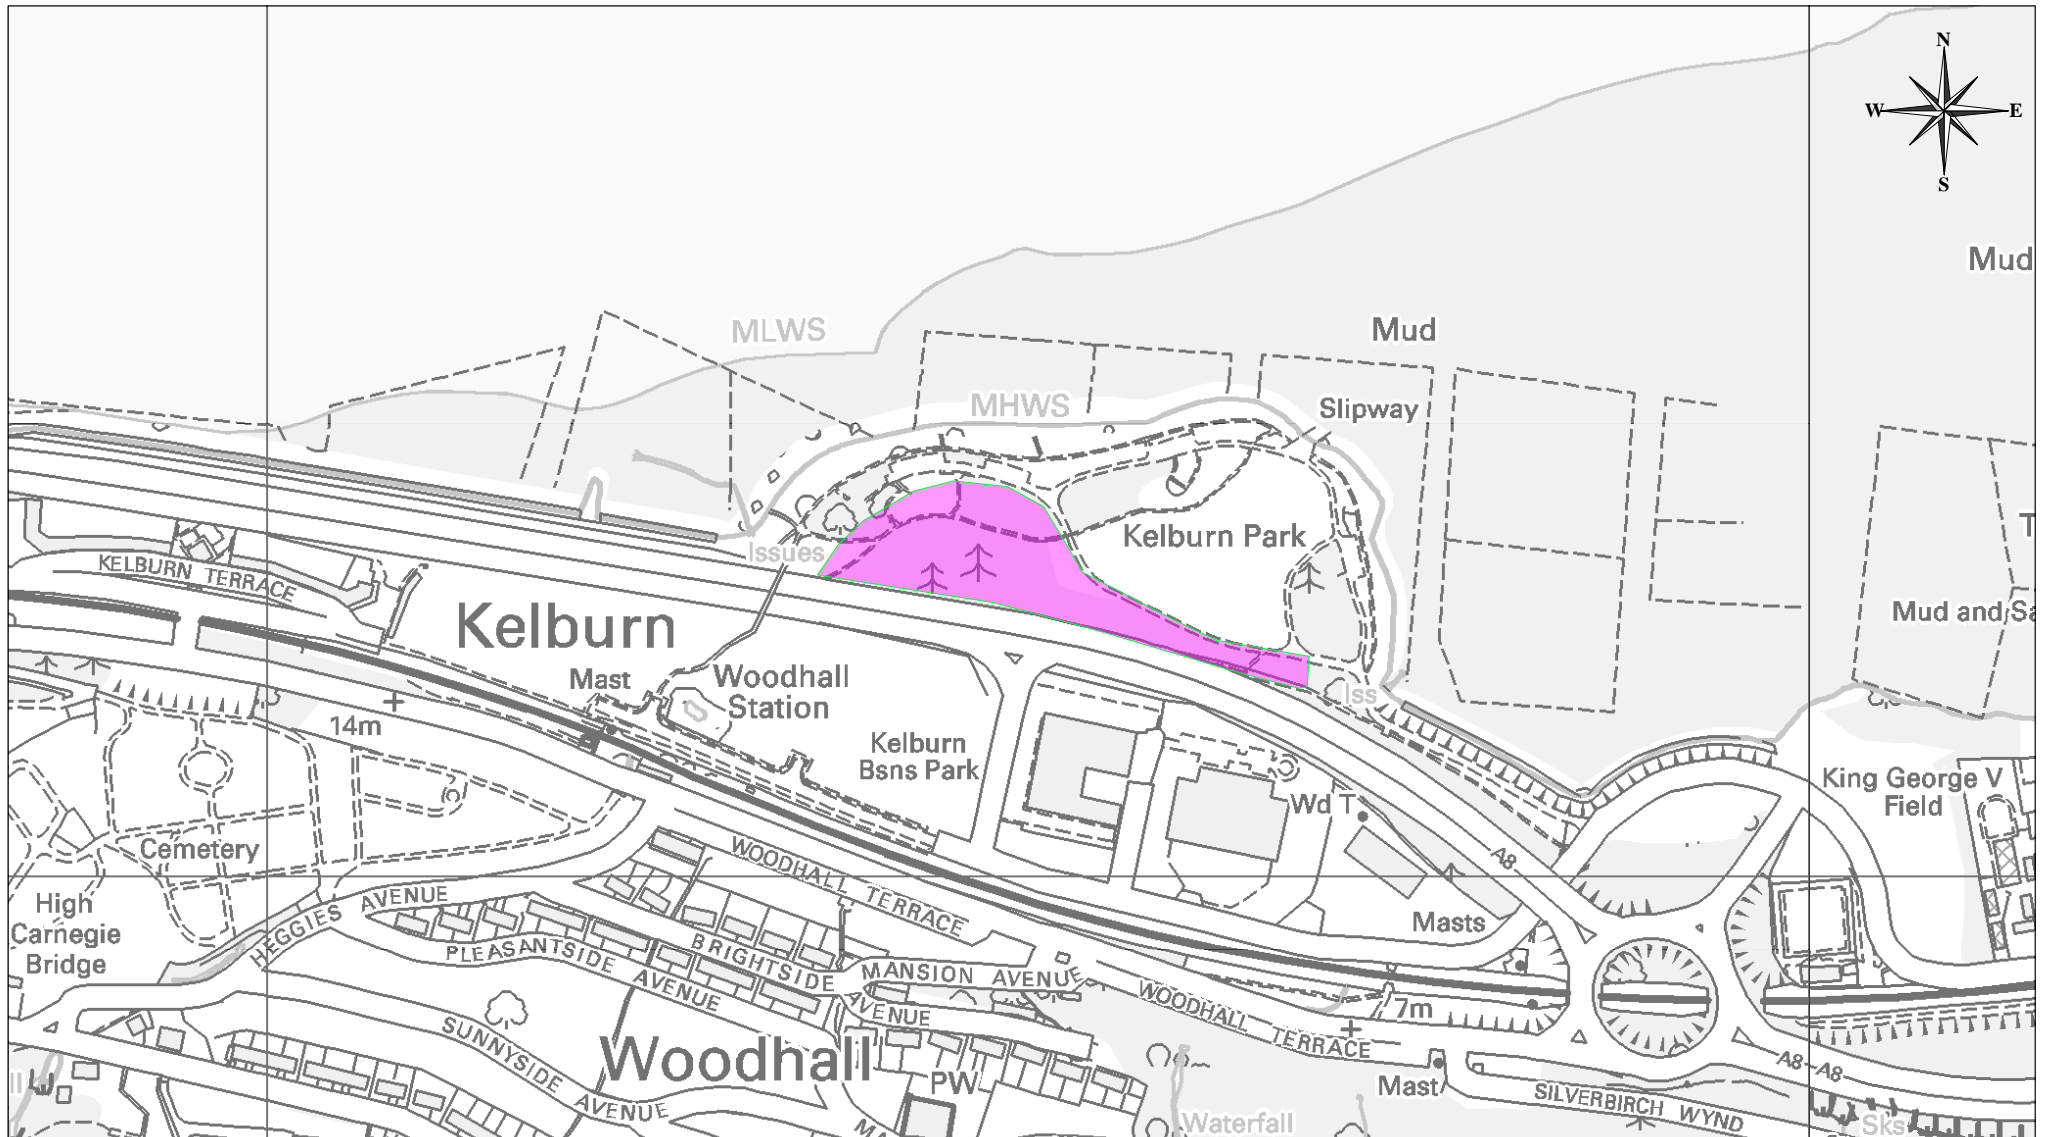 N
W
E
S
Mud
MLWS
Mud
MHWS
Slipway
Kelburn Park
Issues
KELBURN TERRACE
Kelburn
Mud and Sa
Mast
Woodhall
Station
Iss
14m
Kelburn
Bsns Park
King George V
Field
Wd T
Cemetery
A8
WOODHALL TERRACE
High
Carnegie
Bridge
HEGGIES AVENUE
Masts
PLEASANTSIDE AVENUE
BRIGHTSIDE AVENUE
MANSION AVENUE
WOODHALL TERRACE
7m
SUNNYSIDE AVENUE
Woodhall
PW
Mast
A8
A8
SILVERBIRCH WYND
Waterfall
Sks
MA
ll
T